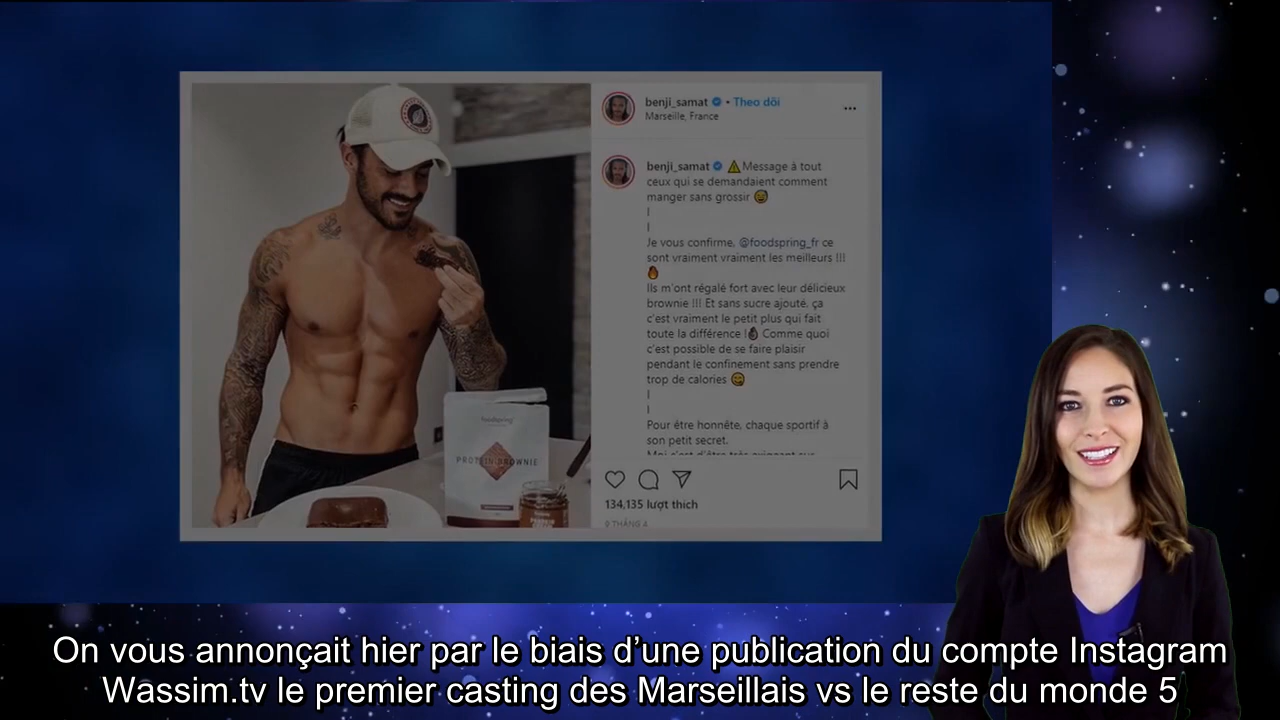 benji_samat • Theo dõi
Marseille, France
benji_samat ⚠️Message à tout
ceux qui se demandaient comment
manger sans grossir 😅
|
|
Je vous confirme, @foodspring_fr ce
sont vraiment vraiment les meilleurs !!!
🔥
Ils m’ont régalé fort avec leur délicieux
brownie !!! Et sans sucre ajouté, ça
c’est vraiment le petit plus qui fait
toute la différence !👌🏿 Comme quoi
c’est possible de se faire plaisir
pendant le confinement sans prendre
trop de calories 😄
|
|
Pour être honnête, chaque sportif à
son petit secret.
134,135 lượt thích
9 THÁNG 4
foodspring
PROTEIN BROWNIE
On vous annonçait hier par le biais d’une publication du compte Instagram
Wassim.tv le premier casting des Marseillais vs le reste du monde 5